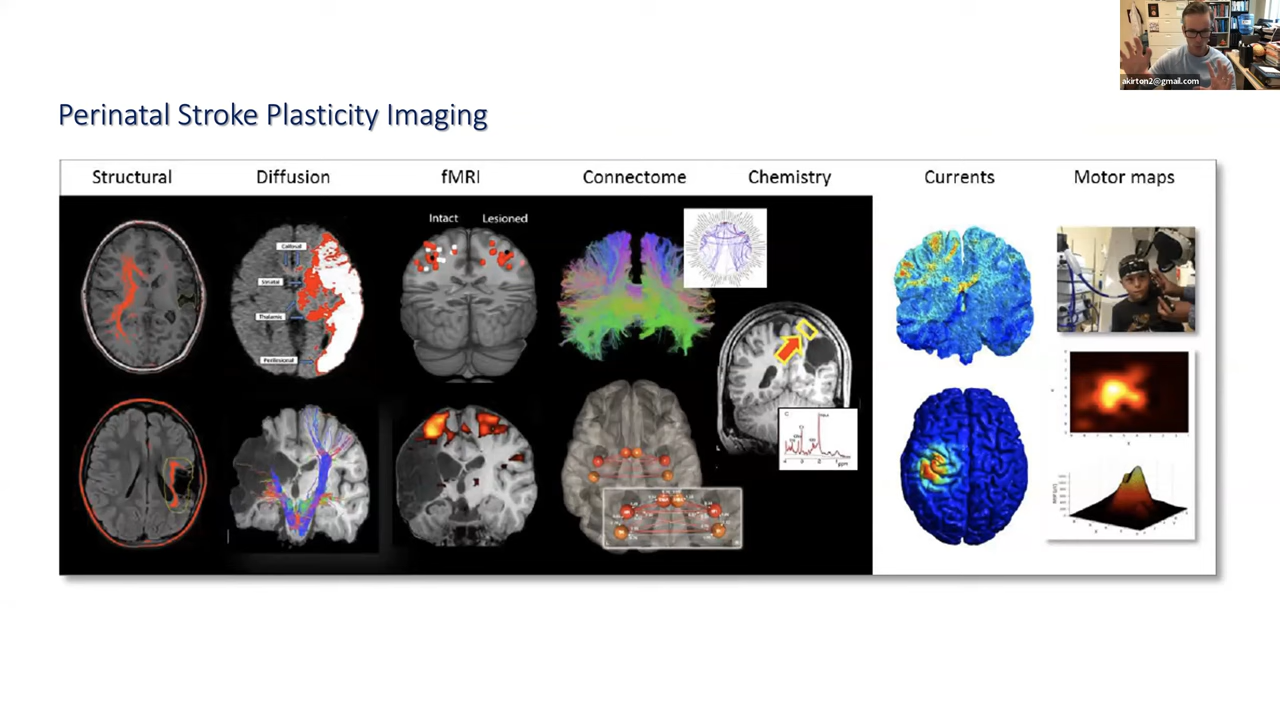 akirton2@gmail.com
Perinatal Stroke Plasticity Imaging
Structural
Diffusion
fMRI
Connectome
Chemistry
Currents
Motor maps
Intact
Lesioned
Callosal
Striatal
Thalamic
Perilesional
C
ppm
L